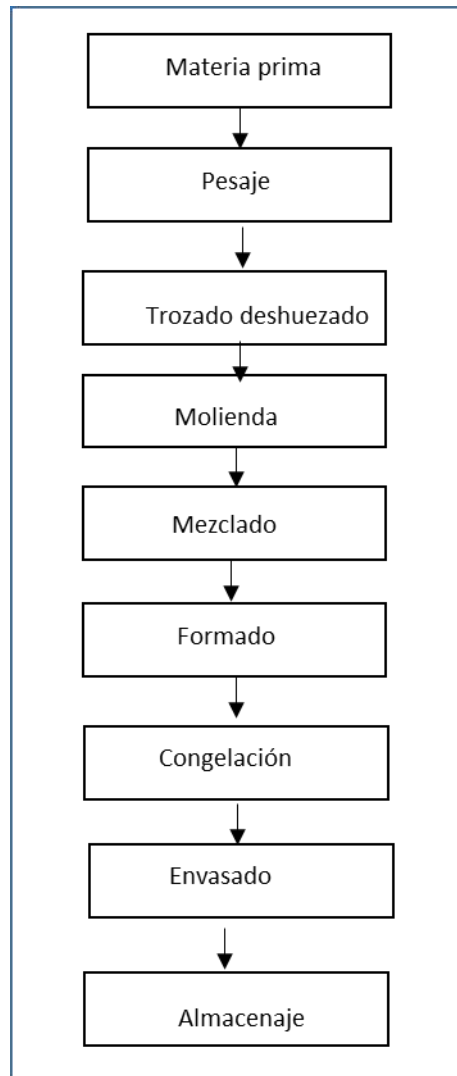 Materia prima
Pesaje
Trozado deshuezado
Molienda
Mezclado
Formado
Congelación
Envasado
Almacenaje